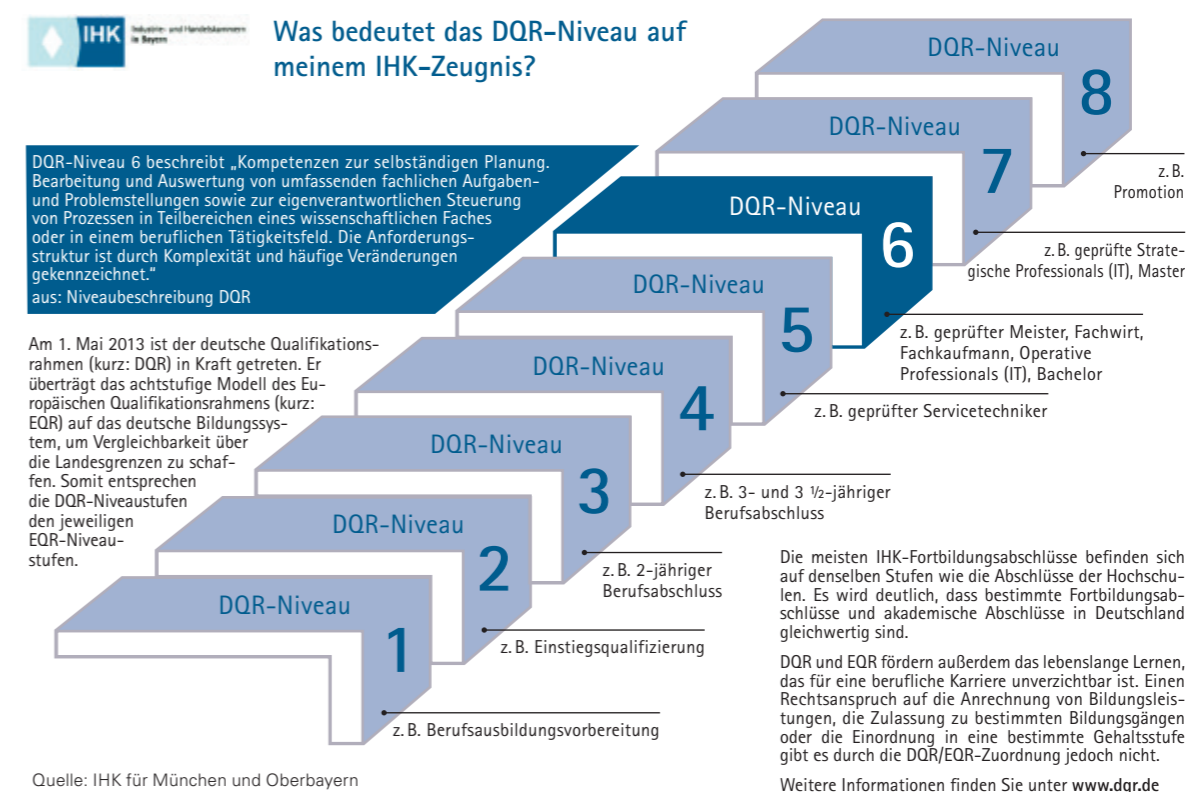 IHK
Industrie- und Handelskammern
in Bayern
Was bedeutet das DQR-Niveau auf
meinem IHK-Zeugnis?
DQR-Niveau 6 beschreibt „Kompetenzen zur selbständigen Planung.
Bearbeitung und Auswertung von umfassenden fachlichen Aufgaben-
und Problemstellungen sowie zur eigenverantwortlichen Steuerung
von Prozessen in Teilbereichen eines wissenschaftlichen Faches
oder in einem beruflichen Tätigkeitsfeld. Die Anforderungs-
struktur ist durch Komplexität und häufige Veränderungen
gekennzeichnet.“
aus: Niveaubeschreibung DQR
Am 1. Mai 2013 ist der deutsche Qualifikations-
rahmen (kurz: DQR) in Kraft getreten. Er
überträgt das achtstufige Modell des Eu-
ropäischen Qualifikationsrahmens (kurz:
EQR) auf das deutsche Bildungssys-
tem, um Vergleichbarkeit über
die Landesgrenzen zu schaf-
fen. Somit entsprechen
die DQR-Niveaustufen
den jeweiligen
EQR-Niveau-
stufen.
DQR-Niveau
8
z. B.
Promotion
DQR-Niveau
7
z. B. geprüfte Strate-
gische Professionals (IT), Master
DQR-Niveau
6
z. B. geprüfter Meister, Fachwirt,
Fachkaufmann, Operative
Professionals (IT), Bachelor
DQR-Niveau
5
z. B. geprüfter Servicetechniker
DQR-Niveau
4
z. B. 3- und 3 ½-jähriger
Berufsabschluss
DQR-Niveau
3
z. B. 2-jähriger
Berufsabschluss
DQR-Niveau
2
z. B. Einstiegsqualifizierung
DQR-Niveau
1
z. B. Berufsausbildungsvorbereitung
Die meisten IHK-Fortbildungsabschlüsse befinden sich
auf denselben Stufen wie die Abschlüsse der Hochschu-
len. Es wird deutlich, dass bestimmte Fortbildungsab-
schlüsse und akademische Abschlüsse in Deutschland
gleichwertig sind.
DQR und EQR fördern außerdem das lebenslange Lernen,
das für eine berufliche Karriere unverzichtbar ist. Einen
Rechtsanspruch auf die Anrechnung von Bildungsleis-
tungen, die Zulassung zu bestimmten Bildungsgängen
oder die Einordnung in eine bestimmte Gehaltsstufe
gibt es durch die DQR/EQR-Zuordnung jedoch nicht.
Weitere Informationen finden Sie unter www.dqr.de
Quelle: IHK für München und Oberbayern